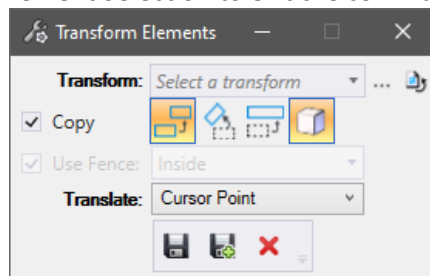 Transform Elements
Transform: Select a transform ...
Copy
Use Fence: Inside
Translate: Cursor Point